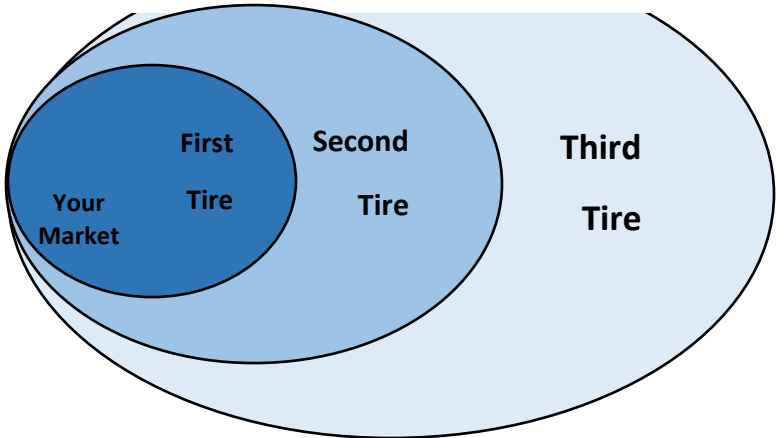 Your
Market
First
Tire
Second
Tire
Third
Tire